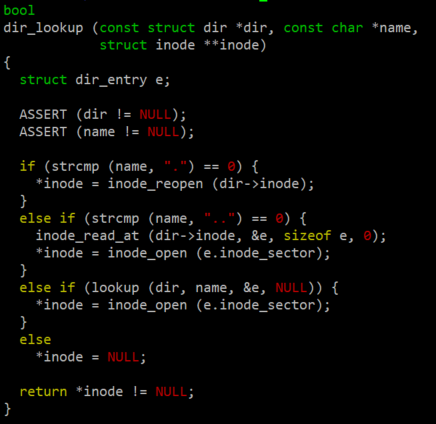 bool
dir_lookup (const struct dir *dir, const char *name,
            struct inode **inode)
{
  struct dir_entry e;

  ASSERT (dir != NULL);
  ASSERT (name != NULL);

  if (strcmp (name, ".") == 0) {
    *inode = inode_reopen (dir->inode);
  }
  else if (strcmp (name, "..") == 0) {
    inode_read_at (dir->inode, &e, sizeof e, 0);
    *inode = inode_open (e.inode_sector);
  }
  else if (lookup (dir, name, &e, NULL)) {
    *inode = inode_open (e.inode_sector);
  }
  else
    *inode = NULL;

  return *inode != NULL;
}